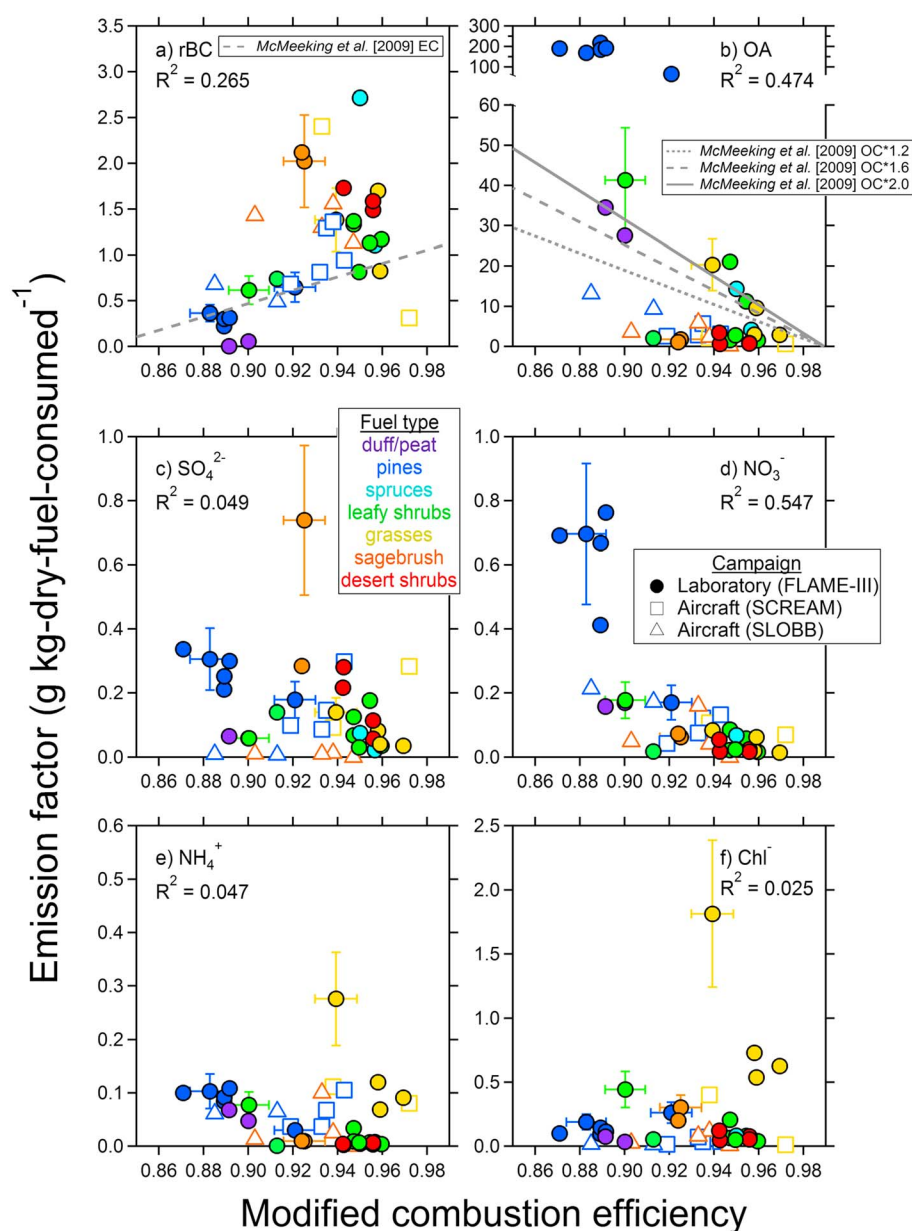 Emission factor (g kg-dry-fuel-consumed⁻¹)
3.5
3.0
2.5
2.0
1.5
1.0
0.5
0.0
a) rBC
R² = 0.265
McMeeking et al. [2009] EC
0.86 0.88 0.90 0.92 0.94 0.96 0.98
300
200
100
60
50
40
30
20
10
0
b) OA
R² = 0.474
McMeeking et al. [2009] OC*1.2
McMeeking et al. [2009] OC*1.6
McMeeking et al. [2009] OC*2.0
0.86 0.88 0.90 0.92 0.94 0.96 0.98
1.0
0.8
0.6
0.4
0.2
0.0
c) SO₄²⁻
R² = 0.049
0.86 0.88 0.90 0.92 0.94 0.96 0.98
Fuel type
duff/peat
pines
spruces
leafy shrubs
grasses
sagebrush
desert shrubs
1.0
0.8
0.6
0.4
0.2
0.0
d) NO₃⁻
R² = 0.547
Campaign
Laboratory (FLAME-III)
Aircraft (SCREAM)
Aircraft (SLOBB)
0.86 0.88 0.90 0.92 0.94 0.96 0.98
0.6
0.5
0.4
0.3
0.2
0.1
0.0
e) NH₄⁺
R² = 0.047
0.86 0.88 0.90 0.92 0.94 0.96 0.98
2.5
2.0
1.5
1.0
0.5
0.0
f) Chl⁻
R² = 0.025
0.86 0.88 0.90 0.92 0.94 0.96 0.98
Modified combustion efficiency